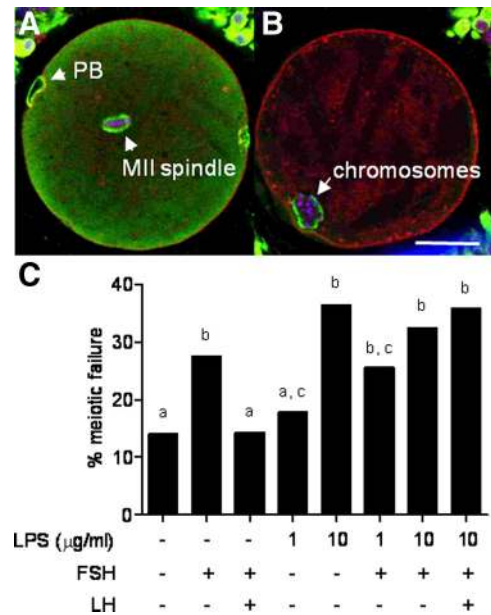 A
B
PB
MII spindle
chromosomes
C
% meiotic failure
40
30
20
10
0
a
b
a
a, c
b
b, c
b
b
LPS (μg/ml) - - - 1 10 1 10 10
FSH - + + - - + + +
LH - - + - - - - +